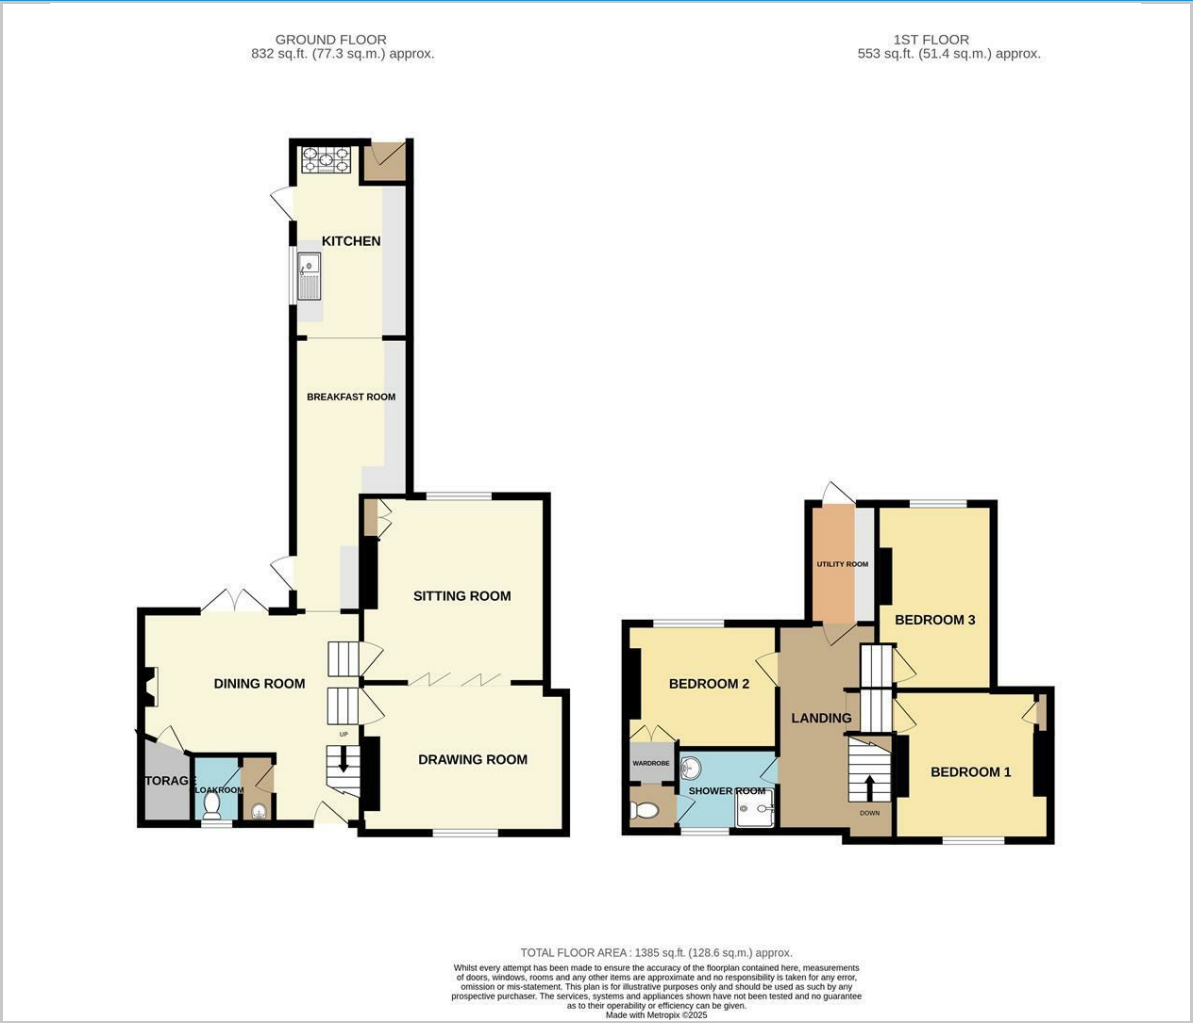 GROUND FLOOR
832 sq.ft. (77.3 sq.m.) approx.
1ST FLOOR
553 sq.ft. (51.4 sq.m.) approx.
KITCHEN
BREAKFAST ROOM
SITTING ROOM
DINING ROOM
UP
DRAWING ROOM
TORAGE
LOAKROOM
UTILITY ROOM
BEDROOM 3
BEDROOM 2
LANDING
WARDROBE
BEDROOM 1
SHOWER ROOM
DOWN
TOTAL FLOOR AREA : 1385 sq.ft. (128.6 sq.m.) approx.
Whilst every attempt has been made to ensure the accuracy of the floorplan contained here, measurements
of doors, windows, rooms and any other items are approximate and no responsibility is taken for any error,
omission or mis-statement. This plan is for illustrative purposes only and should be used as such by any
prospective purchaser. The services, systems and appliances shown have not been tested and no guarantee
as to their operability or efficiency can be given.
Made with Metropix ©2025